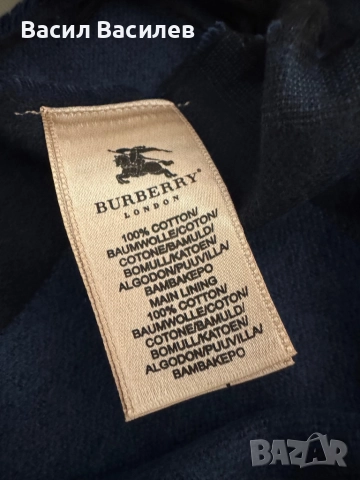 Васил Василев
BURBERRY®
LONDON
100% COTTON/
BAUMWOLLE/COTON/
COTONE/BAMULD/
BOMULL/KATOEN/
ALGODON/PUUVILLA/
BAMBAKEPO
MAIN LINING
100% COTTON/
BAUMWOLLE/COTON/
COTONE/BAMULD/
BOMULL/KATOEN/
ALGODON/PUUVILLA/
BAMBAKEPO
BAZAR